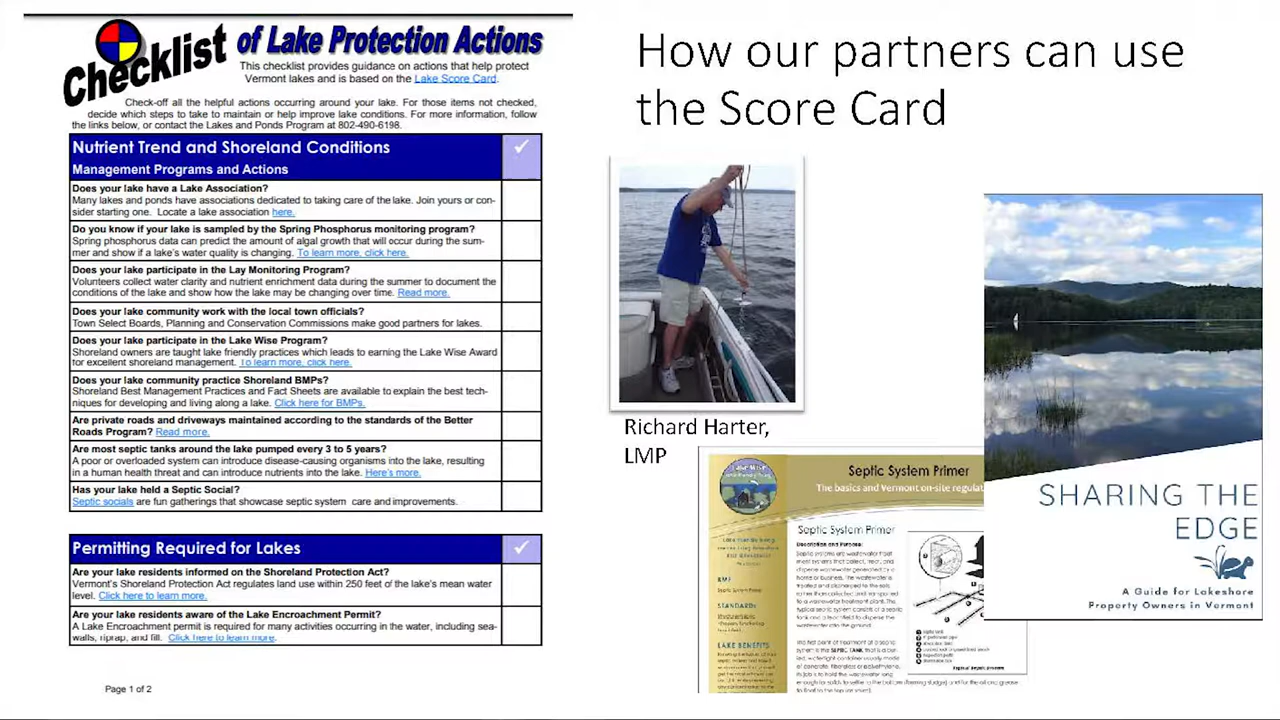 Checklist of Lake Protection Actions
This checklist provides guidance on actions that help protect
Vermont lakes and is based on the Lake Score Card.
Check-off all the helpful actions occurring around your lake. For those items not checked,
decide which steps to take to maintain or help improve lake conditions. For more information, follow
the links below, or contact the Lakes and Ponds Program at 802-490-6198.
Nutrient Trend and Shoreland Conditions ✓
Management Programs and Actions
Does your lake have a Lake Association?
Many lakes and ponds have associations dedicated to taking care of the lake. Join yours or con-
sider starting one. Locate a lake association here.
Do you know if your lake is sampled by the Spring Phosphorus monitoring program?
Spring phosphorus data can predict the amount of algal growth that will occur during the sum-
mer and show if a lake's water quality is changing. To learn more, click here.
Does your lake participate in the Lay Monitoring Program?
Volunteers collect water clarity and nutrient enrichment data during the summer to document the
conditions of the lake and show how the lake may be changing over time. Read more.
Does your lake community work with the local town officials?
Town Select Boards, Planning and Conservation Commissions make good partners for lakes.
Does your lake participate in the Lake Wise Program?
Shoreland owners are taught lake friendly practices which leads to earning the Lake Wise Award
for excellent shoreland management. To learn more, click here.
Does your lake community practice Shoreland BMPs?
Shoreland Best Management Practices and Fact Sheets are available to explain the best tech-
niques for developing and living along a lake. Click here for BMPs.
Are private roads and driveways maintained according to the standards of the Better
Roads Program? Read more.
Are most septic tanks around the lake pumped every 3 to 5 years?
A poor or overloaded system can introduce disease-causing organisms into the lake, resulting
in a human health threat and can introduce nutrients into the lake. Here's more.
Has your lake held a Septic Social?
Septic socials are fun gatherings that showcase septic system care and improvements.
Permitting Required for Lakes ✓
Are your lake residents informed on the Shoreland Protection Act?
Vermont's Shoreland Protection Act regulates land use within 250 feet of the lake's mean water
level. Click here to learn more.
Are your lake residents aware of the Lake Encroachment Permit?
A Lake Encroachment permit is required for many activities occurring in the water, including sea-
walls, riprap, and fill. Click here to learn more.
Page 1 of 2
How our partners can use
the Score Card
Richard Harter,
LMP
Septic System Primer
The basics and Vermont on-site regulat
Septic System Primer
Description and Purpose:
BMP
Septic System Primer
STANDARDS
LAKE BENEFITS
SHARING THE
EDGE
A Guide for Lakeshore
Property Owners in Vermont